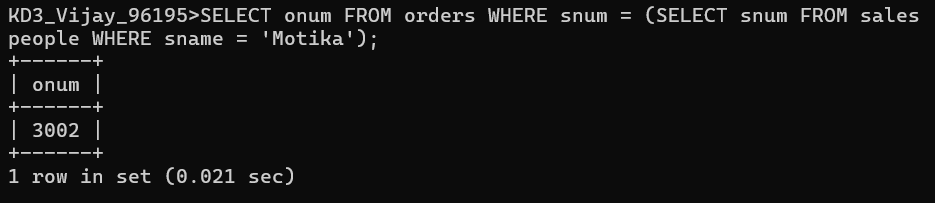 KD3_Vijay_96195>SELECT onum FROM orders WHERE snum = (SELECT snum FROM sales
people WHERE sname = 'Motika');
+------+
| onum |
+------+
| 3002 |
+------+
1 row in set (0.021 sec)